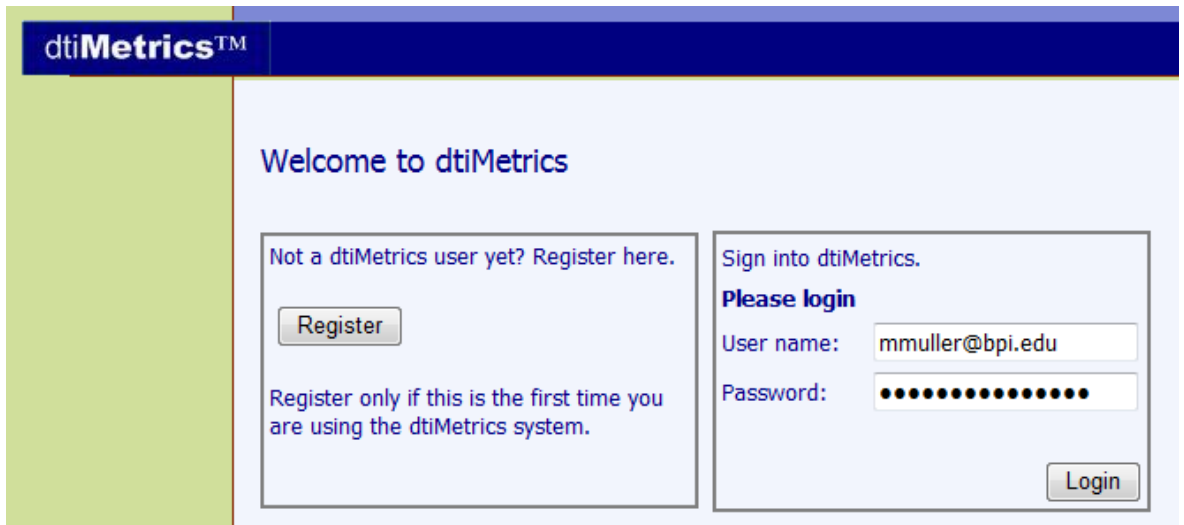 dtiMetrics™
Welcome to dtiMetrics
Not a dtiMetrics user yet? Register here.
Register
Register only if this is the first time you
are using the dtiMetrics system.
Sign into dtiMetrics.
Please login
User name: mmuller@bpi.edu
Password: •••••••••••••••
Login